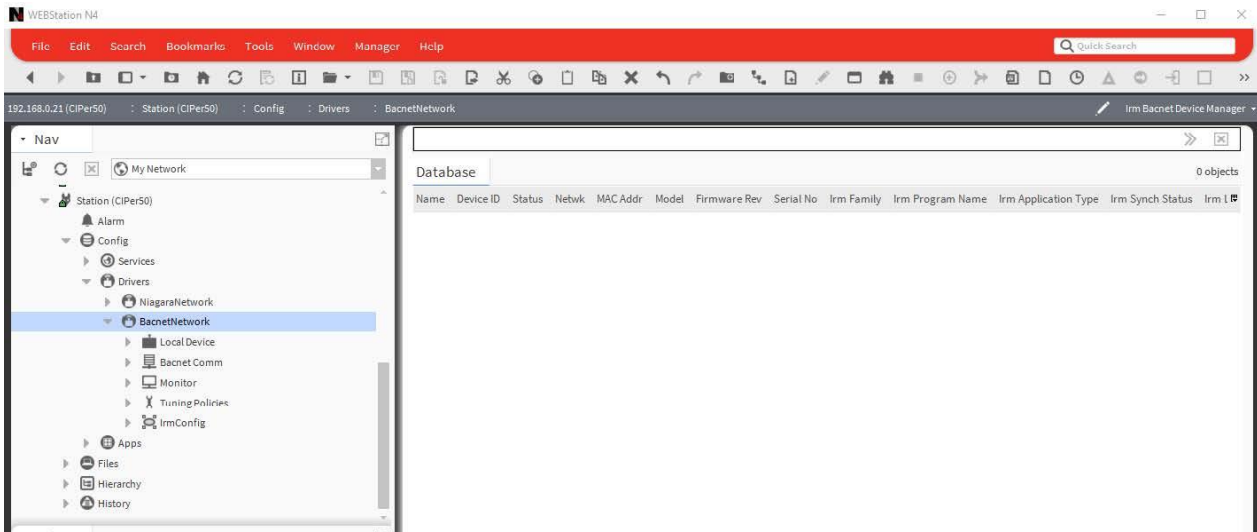 WEBStation N4
File Edit Search Bookmarks Tools Window Manager Help
Quick Search
192.168.0.21 (CIPer50) : Station (CIPer50) : Config : Drivers : BacnetNetwork
Irm Bacnet Device Manager
Nav
My Network
Station (CIPer50)
Alarm
Config
Services
Drivers
NiagaraNetwork
BacnetNetwork
Local Device
Bacnet Comm
Monitor
Tuning Policies
IrmConfig
Apps
Files
Hierarchy
History
Database
0 objects
Name Device ID Status Netwk MAC Addr Model Firmware Rev Serial No Irm Family Irm Program Name Irm Application Type Irm Synch Status Irm